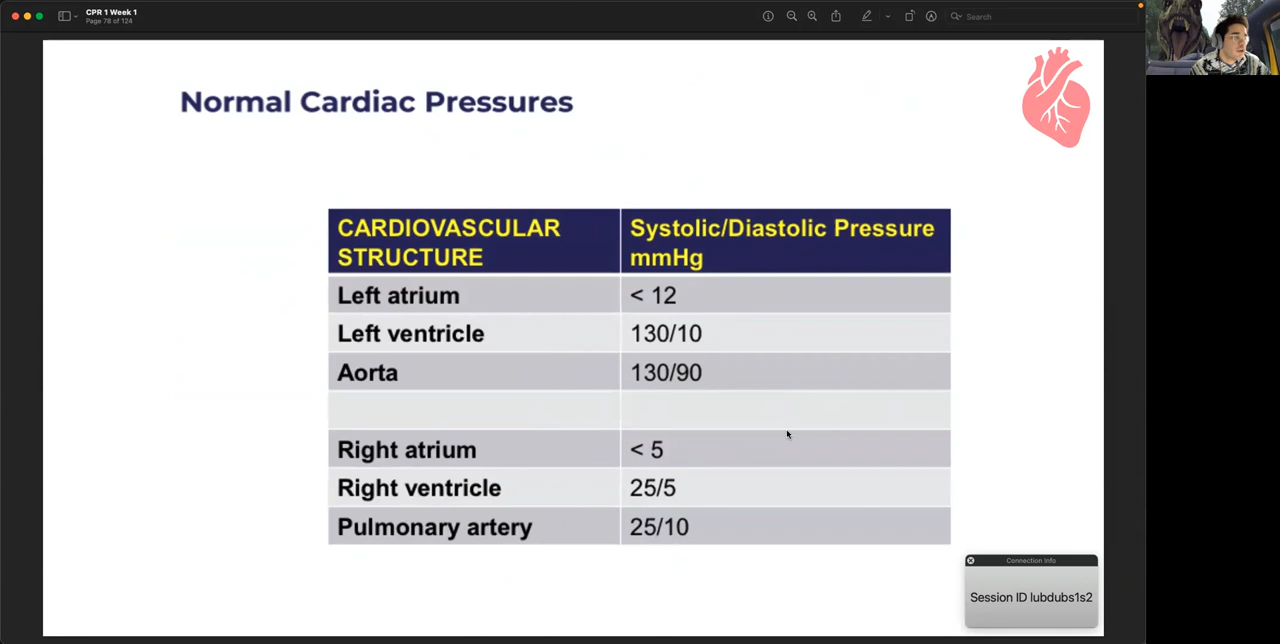 CPR 1 Week 1
Page 78 of 124
Search
Normal Cardiac Pressures
CARDIOVASCULAR STRUCTURE
Systolic/Diastolic Pressure mmHg
Left atrium < 12
Left ventricle 130/10
Aorta 130/90
Right atrium < 5
Right ventricle 25/5
Pulmonary artery 25/10
Connection Info
Session ID lubdubs1s2